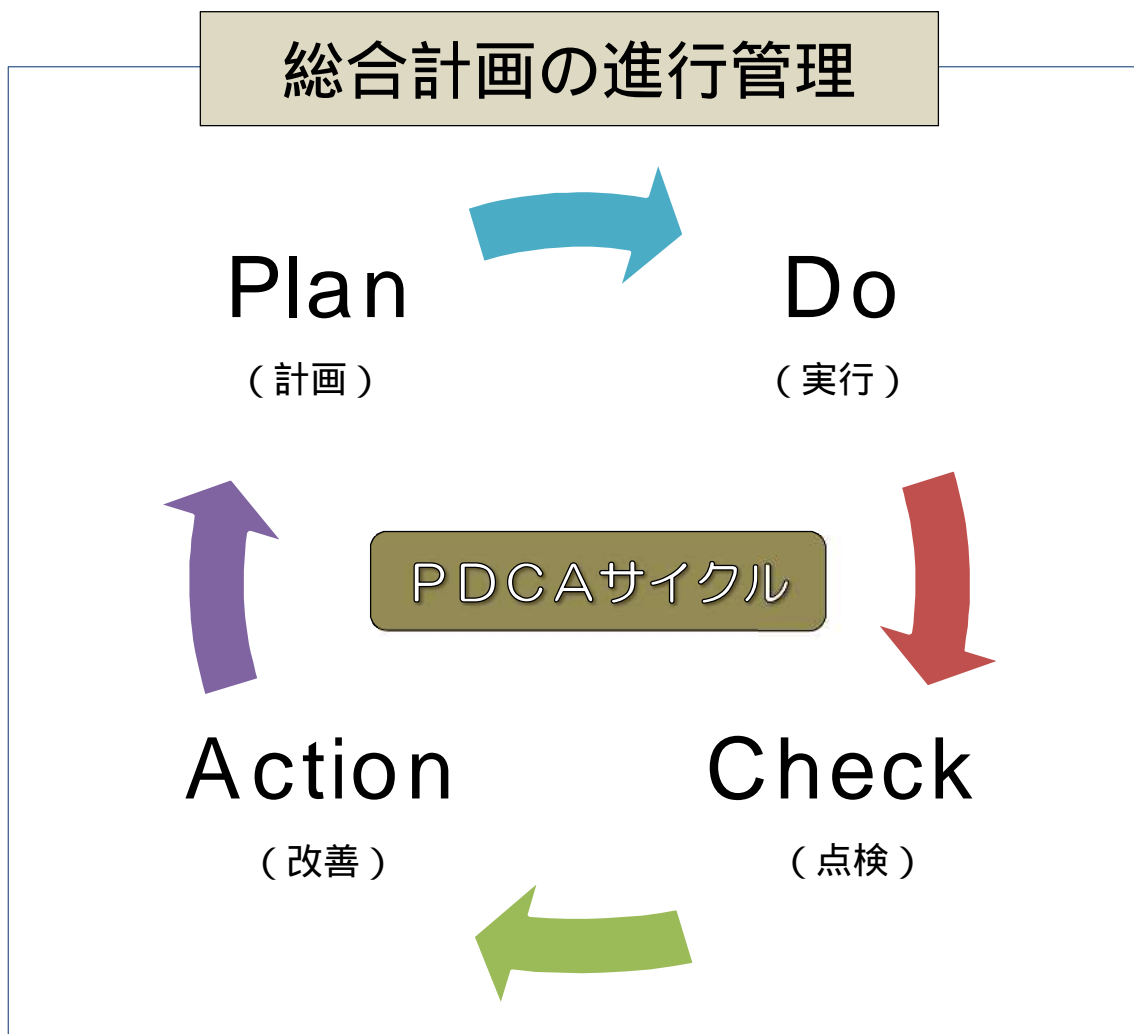 総合計画の進行管理
Plan
（計画）
Do
（実行）
PDCAサイクル
Action
（改善）
Check
（点検）